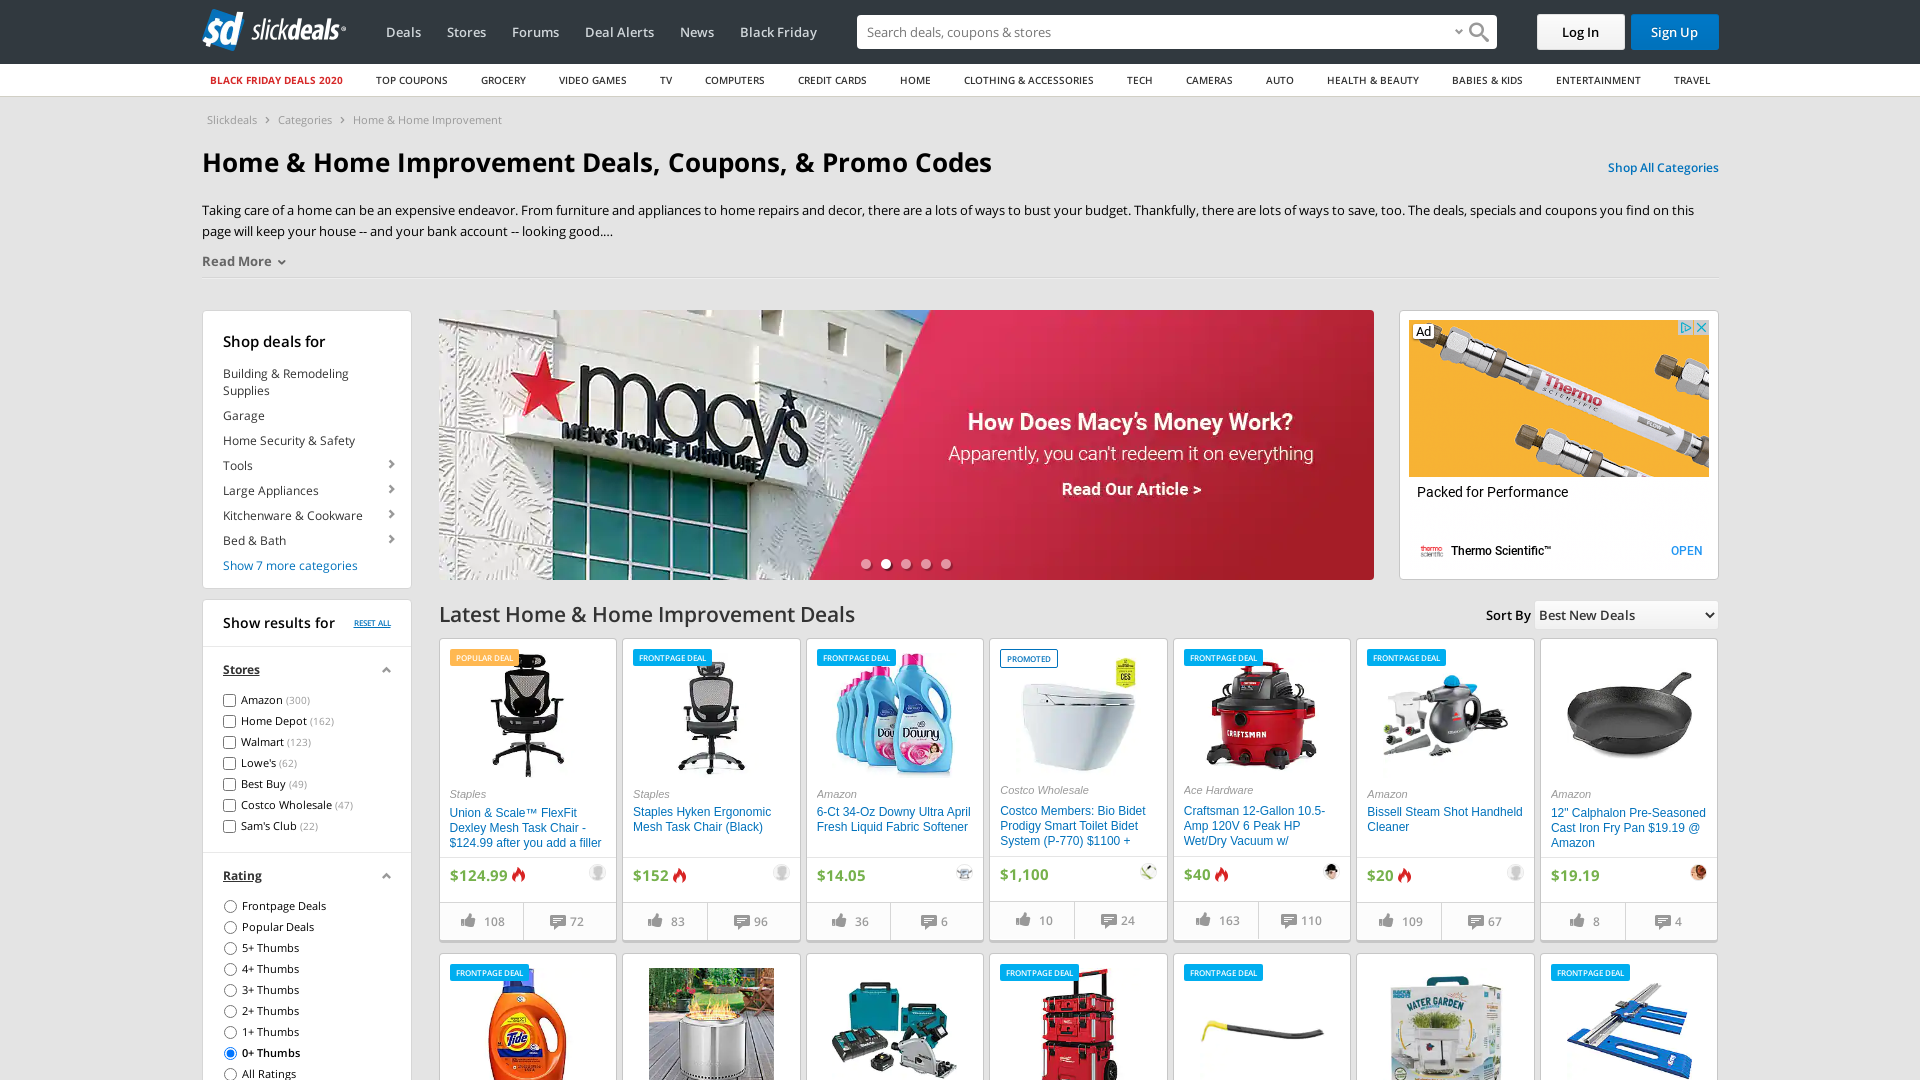 slickdeals
Deals
Stores
Forums
Deal Alerts
News
Black Friday
Search deals, coupons & stores
Log In
Sign Up
BLACK FRIDAY DEALS 2020
TOP COUPONS
GROCERY
VIDEO GAMES
TV
COMPUTERS
CREDIT CARDS
HOME
CLOTHING & ACCESSORIES
TECH
CAMERAS
AUTO
HEALTH & BEAUTY
BABIES & KIDS
ENTERTAINMENT
TRAVEL
Slickdeals > Categories > Home & Home Improvement
Home & Home Improvement Deals, Coupons, & Promo Codes
Shop All Categories
Taking care of a home can be an expensive endeavor. From furniture and appliances to home repairs and decor, there are a lots of ways to bust your budget. Thankfully, there are lots of ways to save, too. The deals, specials and coupons you find on this
page will keep your house -- and your bank account -- looking good....
Read More
Shop deals for
Building & Remodeling
Supplies
Garage
Home Security & Safety
Tools
Large Appliances
Kitchenware & Cookware
Bed & Bath
Show 7 more categories
macys
MEN'S HOME FURNITURE
How Does Macy's Money Work?
Apparently, you can't redeem it on everything
Read Our Article >
Ad
Thermo
SCIENTIFIC
FLOW
Packed for Performance
thermo
scientific
Thermo Scientific™
OPEN
Show results for
RESET ALL
Stores
Amazon (300)
Home Depot (162)
Walmart (123)
Lowe's (62)
Best Buy (49)
Costco Wholesale (47)
Sam's Club (22)
Rating
Frontpage Deals
Popular Deals
5+ Thumbs
4+ Thumbs
3+ Thumbs
2+ Thumbs
1+ Thumbs
0+ Thumbs
All Ratings
Latest Home & Home Improvement Deals
Sort By
Best New Deals
POPULAR DEAL
Staples
Union & Scale™ FlexFit
Dexley Mesh Task Chair -
$124.99 after you add a filler
$124.99
108
72
FRONTPAGE DEAL
Staples
Staples Hyken Ergonomic
Mesh Task Chair (Black)
$152
83
96
FRONTPAGE DEAL
Downy
Amazon
6-Ct 34-Oz Downy Ultra April
Fresh Liquid Fabric Softener
$14.05
36
6
PROMOTED
CES
Costco Wholesale
Costco Members: Bio Bidet
Prodigy Smart Toilet Bidet
System (P-770) $1100 +
$1,100
10
24
FRONTPAGE DEAL
CRAFTSMAN
Ace Hardware
Craftsman 12-Gallon 10.5-
Amp 120V 6 Peak HP
Wet/Dry Vacuum w/
$40
163
110
FRONTPAGE DEAL
Amazon
Bissell Steam Shot Handheld
Cleaner
$20
109
67
Amazon
12" Calphalon Pre-Seasoned
Cast Iron Fry Pan $19.19 @
Amazon
$19.19
8
4
FRONTPAGE DEAL
Tide
FRONTPAGE DEAL
FRONTPAGE DEAL
WATER GARDEN
FRONTPAGE DEAL